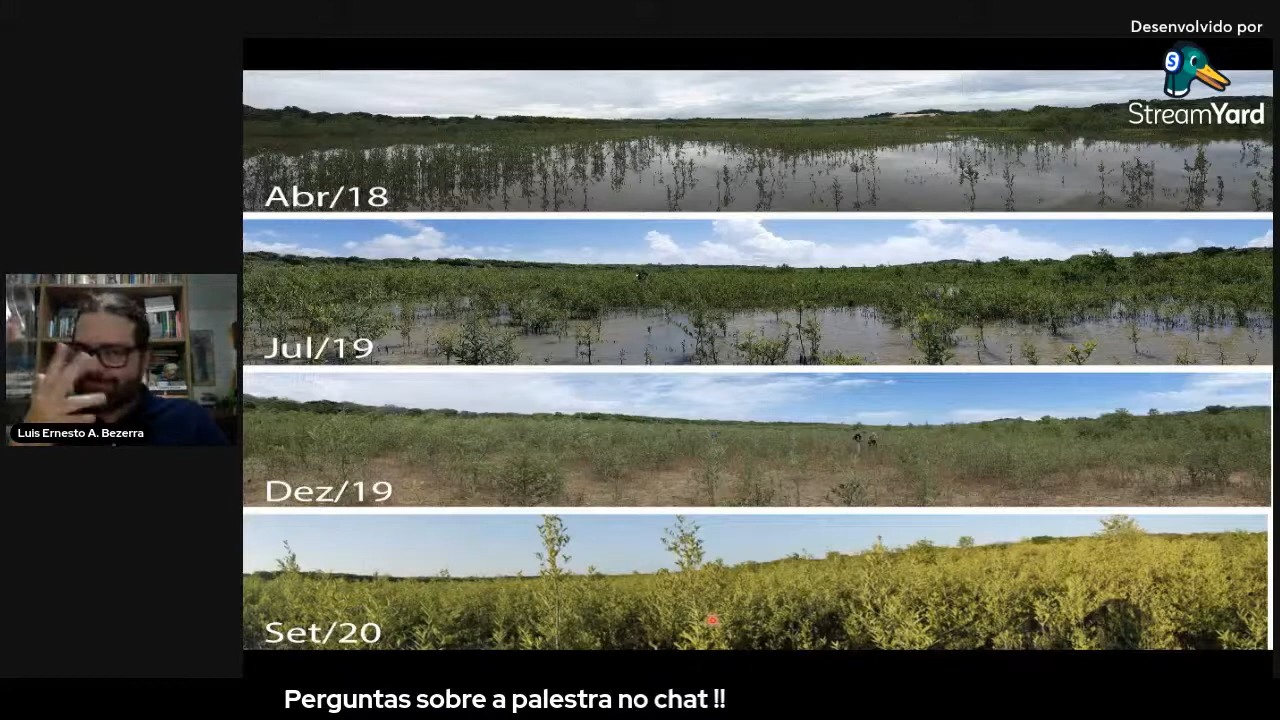 Desenvolvido por
StreamYard
Abr/18
Jul/19
Luis Ernesto A. Bezerra
Dez/19
Set/20
Perguntas sobre a palestra no chat !!